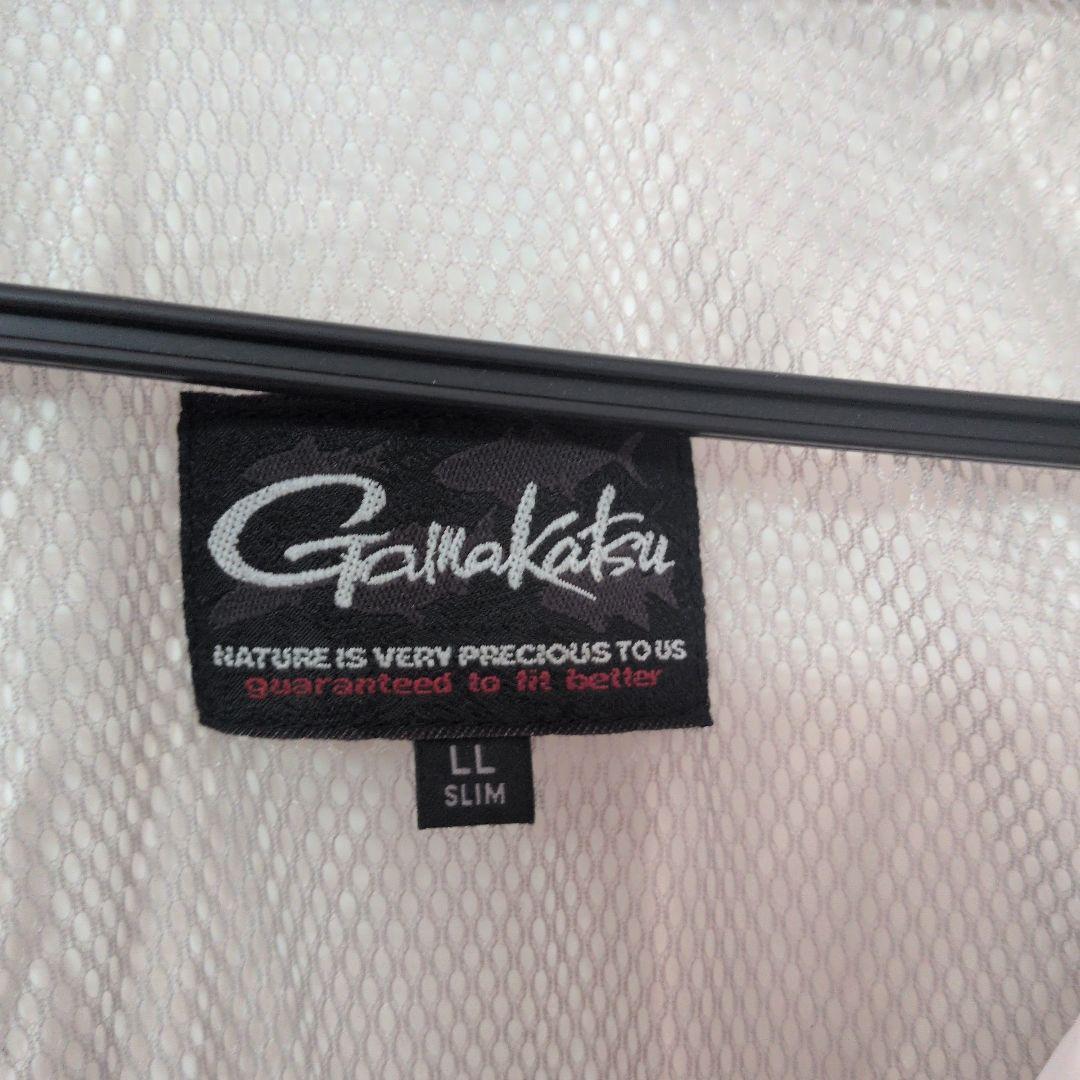 Gamakatsu
NATURE IS VERY PRECIOUS TO US
guaranteed to fit better
LL
SLIM